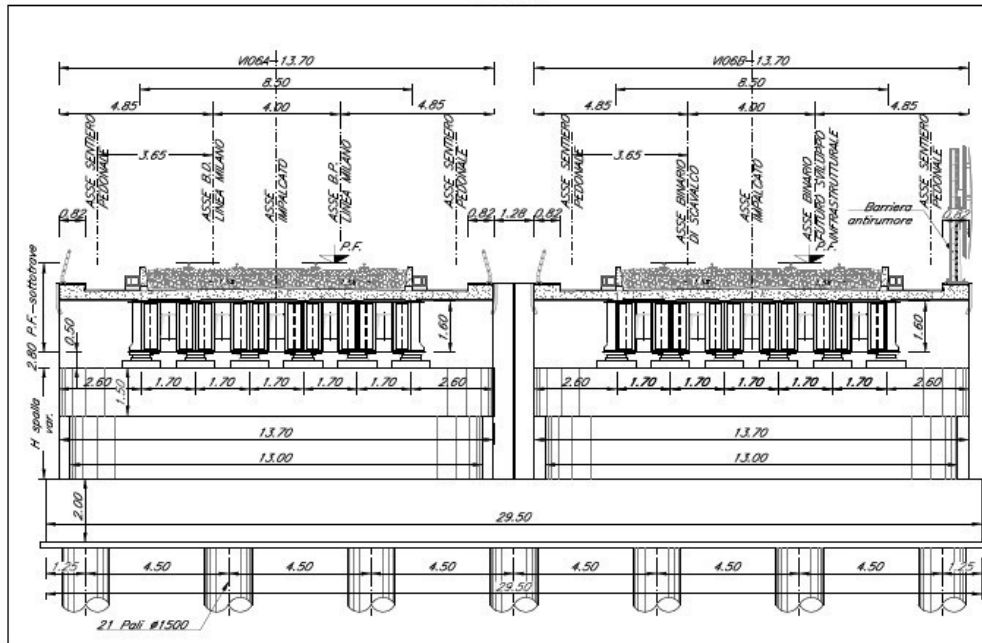 VI06A-13.70
VI06B-13.70
8.50
8.50
4.85
4.00
4.85
4.85
4.00
4.85
ASSE SENTIERO
PEDONALE
3.65
ASSE B.D.
LINEA MILANO
ASSE
IMPALCATO
ASSE B.P.
LINEA MILANO
ASSE SENTIERO
PEDONALE
ASSE SENTIERO
PEDONALE
3.65
ASSE BINARIO
DI SCAVALCO
ASSE
IMPALCATO
ASSE BINARIO
FUTURO SVILUPPO
INFRASTRUTTURALE
ASSE SENTIERO
PEDONALE
Barriera
antirumore
0.82
0.82
1.28
0.82
0.82
P.F.
P.F.
2.80 P.F.-sottotrave
0.50
1.60
1.60
2.60
1.70
1.70
1.70
1.70
1.70
2.60
2.60
1.70
1.70
1.70
1.70
1.70
2.60
1.50
H spalla
var.
13.70
13.70
13.00
13.00
2.00
29.50
1.25
4.50
4.50
4.50
4.50
4.50
4.50
1.25
29.50
21 Pali Ø1500